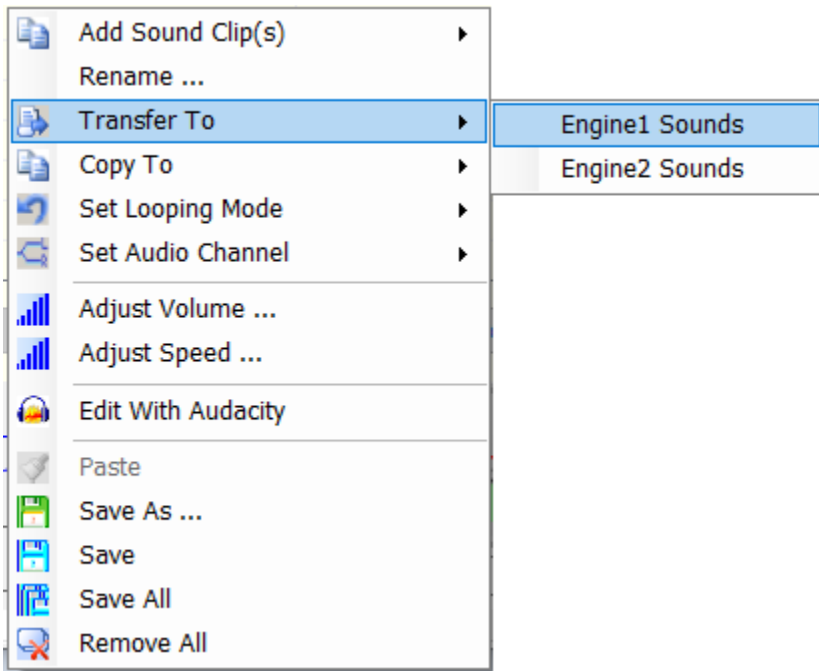 Add Sound Clip(s)
Rename ...
Transfer To
Engine1 Sounds
Copy To
Engine2 Sounds
Set Looping Mode
Set Audio Channel
Adjust Volume ...
Adjust Speed ...
Edit With Audacity
Paste
Save As ...
Save
Save All
Remove All